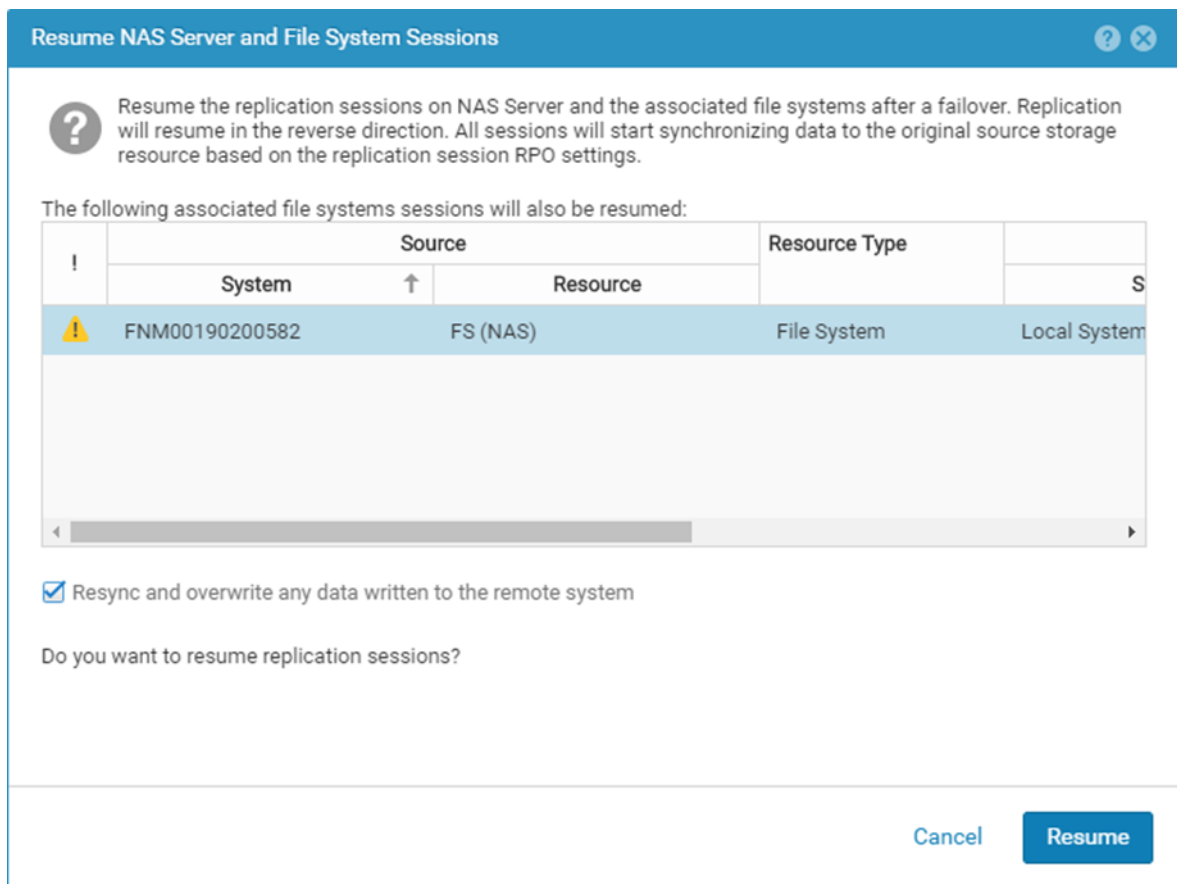 Resume NAS Server and File System Sessions
Resume the replication sessions on NAS Server and the associated file systems after a failover. Replication
will resume in the reverse direction. All sessions will start synchronizing data to the original source storage
resource based on the replication session RPO settings.
The following associated file systems sessions will also be resumed:
! Source Resource Type
System Resource S
FNM00190200582 FS (NAS) File System Local System
Resync and overwrite any data written to the remote system
Do you want to resume replication sessions?
Cancel Resume